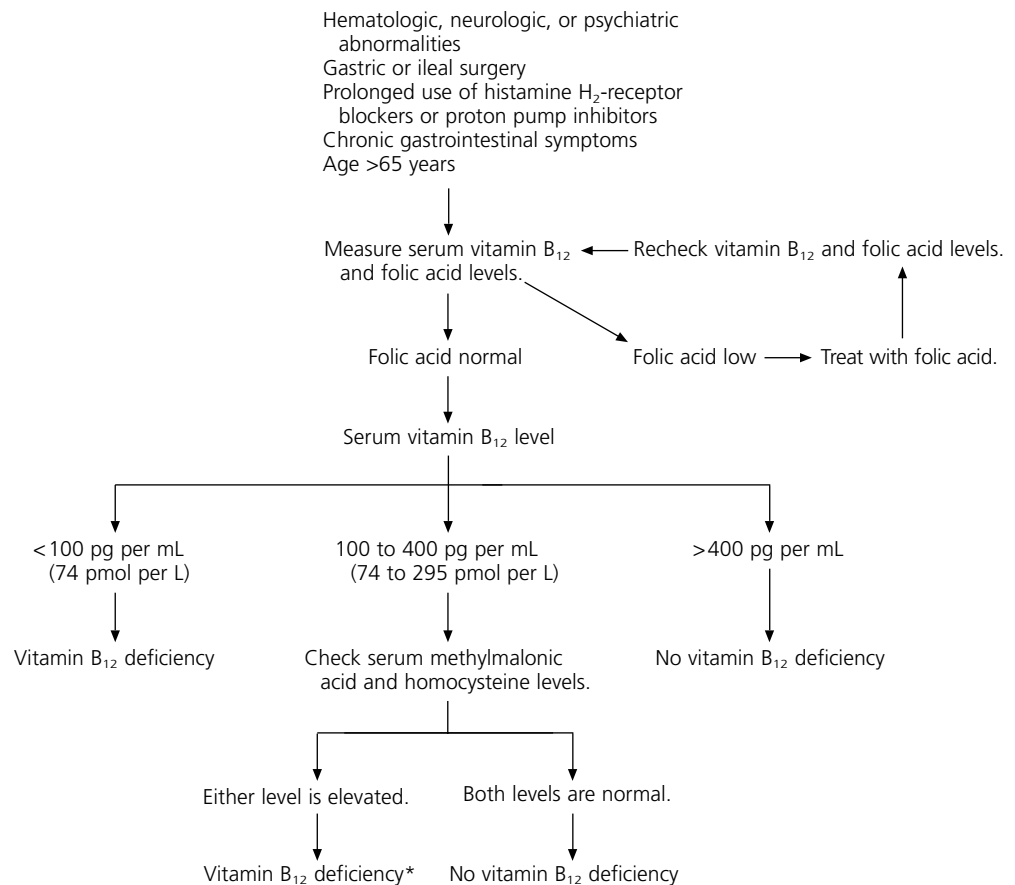 Hematologic, neurologic, or psychiatric
abnormalities
Gastric or ileal surgery
Prolonged use of histamine H₂-receptor
blockers or proton pump inhibitors
Chronic gastrointestinal symptoms
Age >65 years
Measure serum vitamin B₁₂
and folic acid levels.
Recheck vitamin B₁₂ and folic acid levels.
Folic acid normal
Folic acid low
Treat with folic acid.
Serum vitamin B₁₂ level
<100 pg per mL
(74 pmol per L)
100 to 400 pg per mL
(74 to 295 pmol per L)
>400 pg per mL
Vitamin B₁₂ deficiency
Check serum methylmalonic
acid and homocysteine levels.
No vitamin B₁₂ deficiency
Either level is elevated.
Both levels are normal.
Vitamin B₁₂ deficiency*
No vitamin B₁₂ deficiency